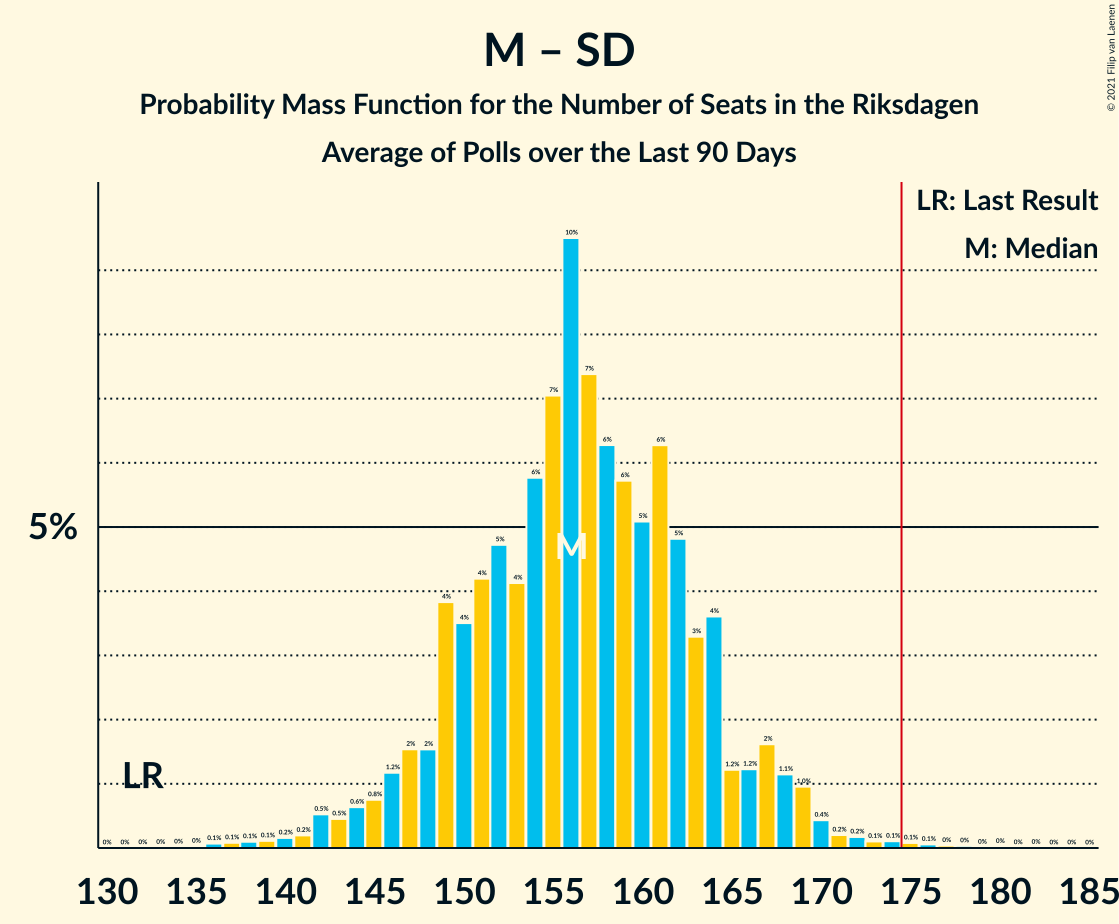 M – SD
Probability Mass Function for the Number of Seats in the Riksdagen
Average of Polls over the Last 90 Days
© 2021 Filip van Laenen
LR: Last Result
M: Median
5%
LR
M
0% 0% 0% 0% 0% 0% 0.1% 0.1% 0.1% 0.1% 0.2% 0.2% 0.5% 0.5% 0.6% 0.8% 1.2% 2% 2% 4% 4% 4% 5% 4% 6% 7% 10% 7% 6% 6% 5% 6% 5% 3% 4% 1.2% 1.2% 2% 1.1% 1.0% 0.4% 0.2% 0.2% 0.1% 0.1% 0.1% 0.1% 0% 0% 0% 0% 0% 0% 0% 0% 0%
130 135 140 145 150 155 160 165 170 175 180 185